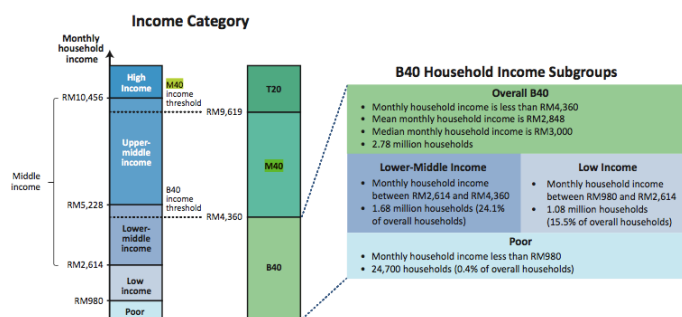 Income Category
Monthly
household
income
High
Income
M40
income
threshold
T20
RM10,456
RM9,619
Upper-
middle
income
M40
Middle
income
B40
income
threshold
RM5,228
RM4,360
Lower-
middle
income
B40
RM2,614
Low
income
RM980
Poor
B40 Household Income Subgroups
Overall B40
• Monthly household income is less than RM4,360
• Mean monthly household income is RM2,848
• Median monthly household income is RM3,000
• 2.78 million households
Lower-Middle Income
• Monthly household income
between RM2,614 and RM4,360
• 1.68 million households (24.1%
of overall households)
Low Income
• Monthly household income
between RM980 and RM2,614
• 1.08 million households
(15.5% of overall households)
Poor
• Monthly household income less than RM980
• 24,700 households (0.4% of overall households)